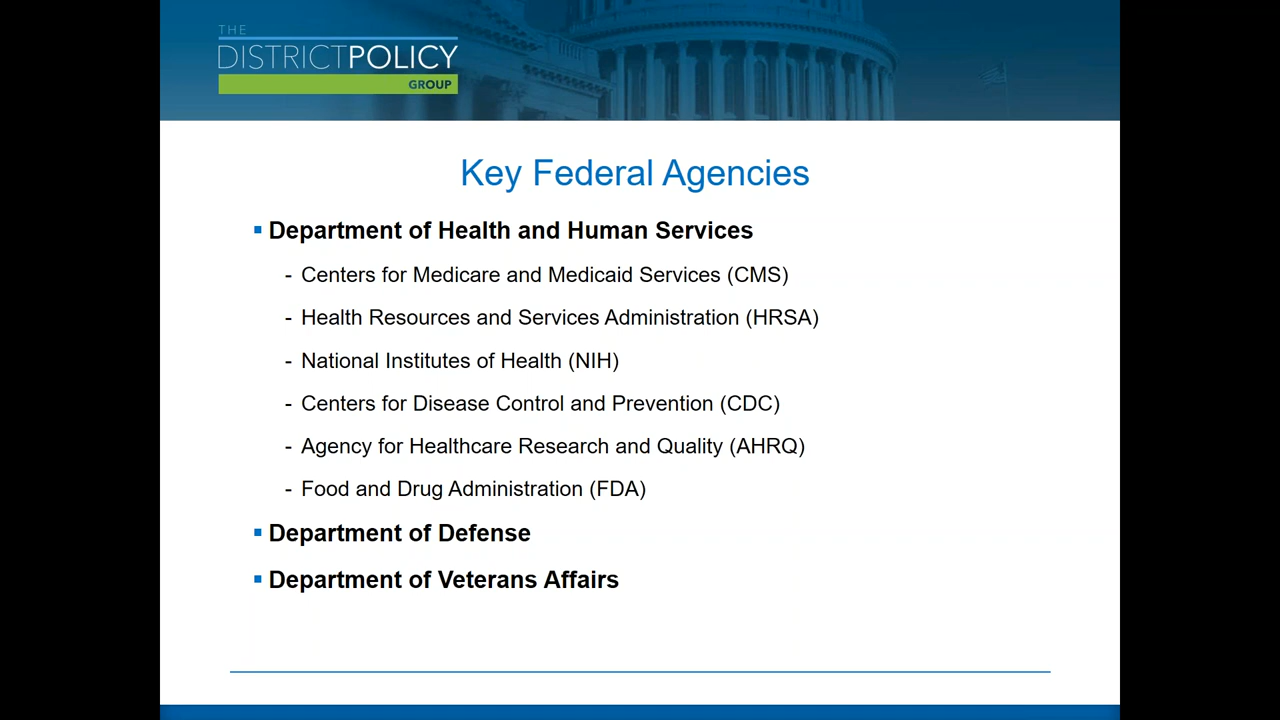 THE
DISTRICTPOLICY
GROUP
Key Federal Agencies
▪ Department of Health and Human Services
- Centers for Medicare and Medicaid Services (CMS)
- Health Resources and Services Administration (HRSA)
- National Institutes of Health (NIH)
- Centers for Disease Control and Prevention (CDC)
- Agency for Healthcare Research and Quality (AHRQ)
- Food and Drug Administration (FDA)
▪ Department of Defense
▪ Department of Veterans Affairs